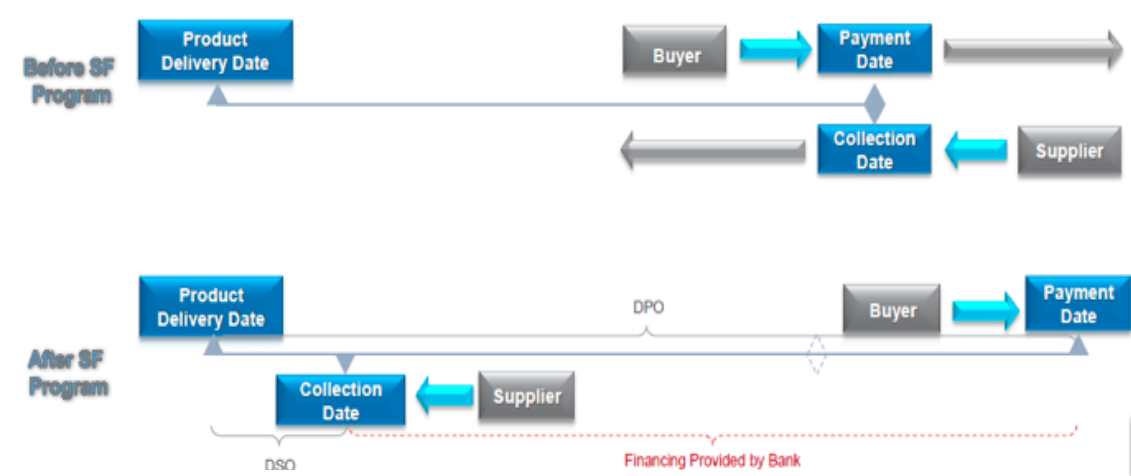 Product
Delivery Date
Buyer
Payment
Date
Before SF
Program
Collection
Date
Supplier
Product
Delivery Date
DPO
Buyer
Payment
Date
After SF
Program
Collection
Date
Supplier
DSO
Financing Provided by Bank